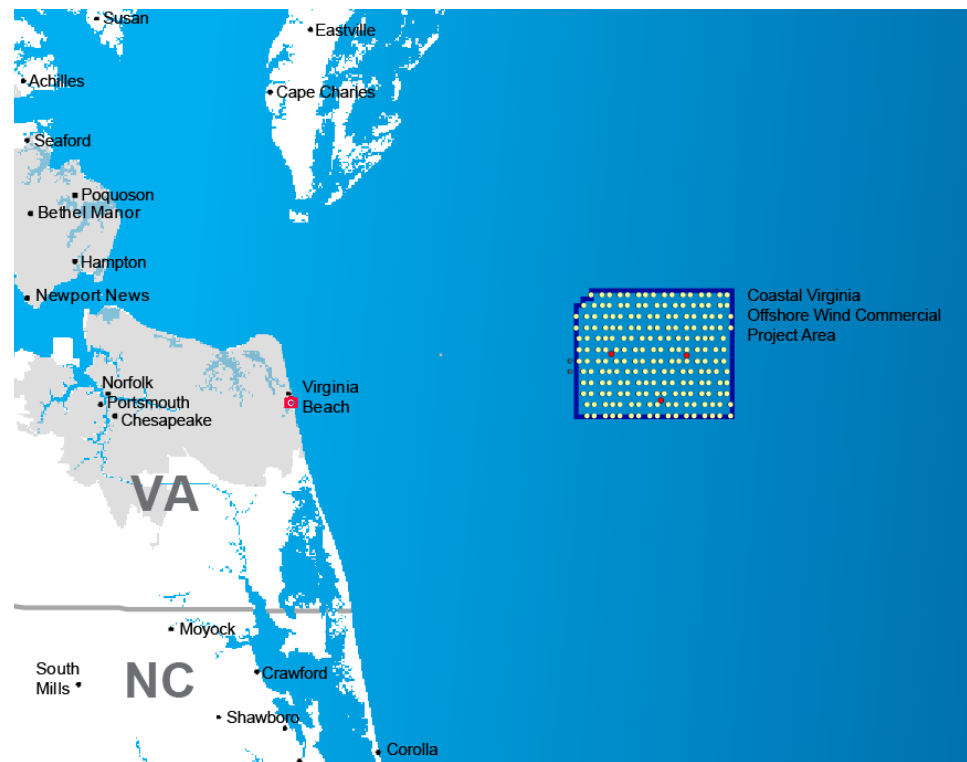 Susan
Eastville
Achilles
Cape Charles
Seaford
Poquoson
Bethel Manor
Hampton
Newport News
Coastal Virginia
Offshore Wind Commercial
Project Area
Norfolk
Portsmouth
Chesapeake
Virginia
Beach
C
VA
Moyock
South
Mills
NC
Crawford
Shawboro
Corolla